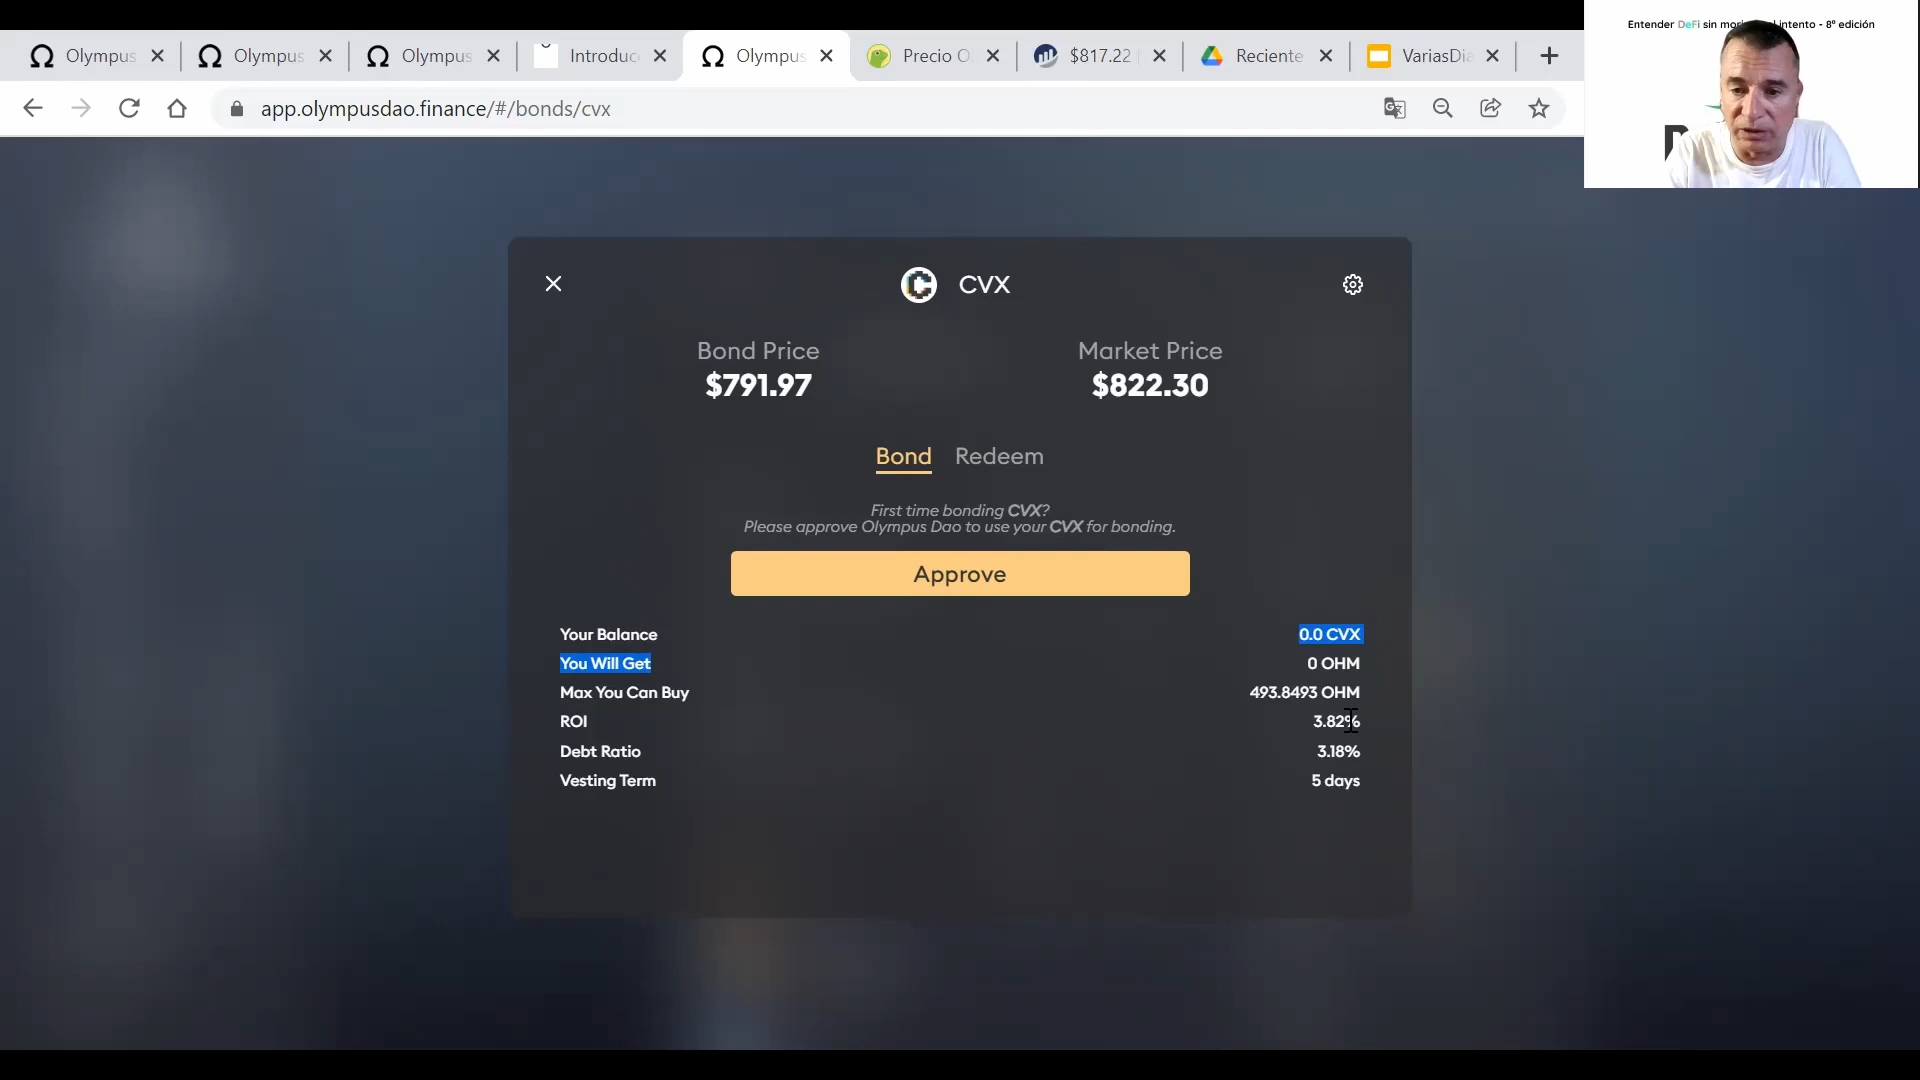 Entender DeFi sin intento - 8ª edición
Olympus
Olympus
Olympus
Introduc
Olympus
Precio O
$817.22
Reciente
VariasDia
app.olympusdao.finance/#/bonds/cvx
CVX
Bond Price
Market Price
$791.97
$822.30
Bond Redeem
First time bonding CVX?
Please approve Olympus Dao to use your CVX for bonding.
Approve
Your Balance 0.0 CVX
You Will Get 0 OHM
Max You Can Buy 493.8493 OHM
ROI 3.82%
Debt Ratio 3.18%
Vesting Term 5 days